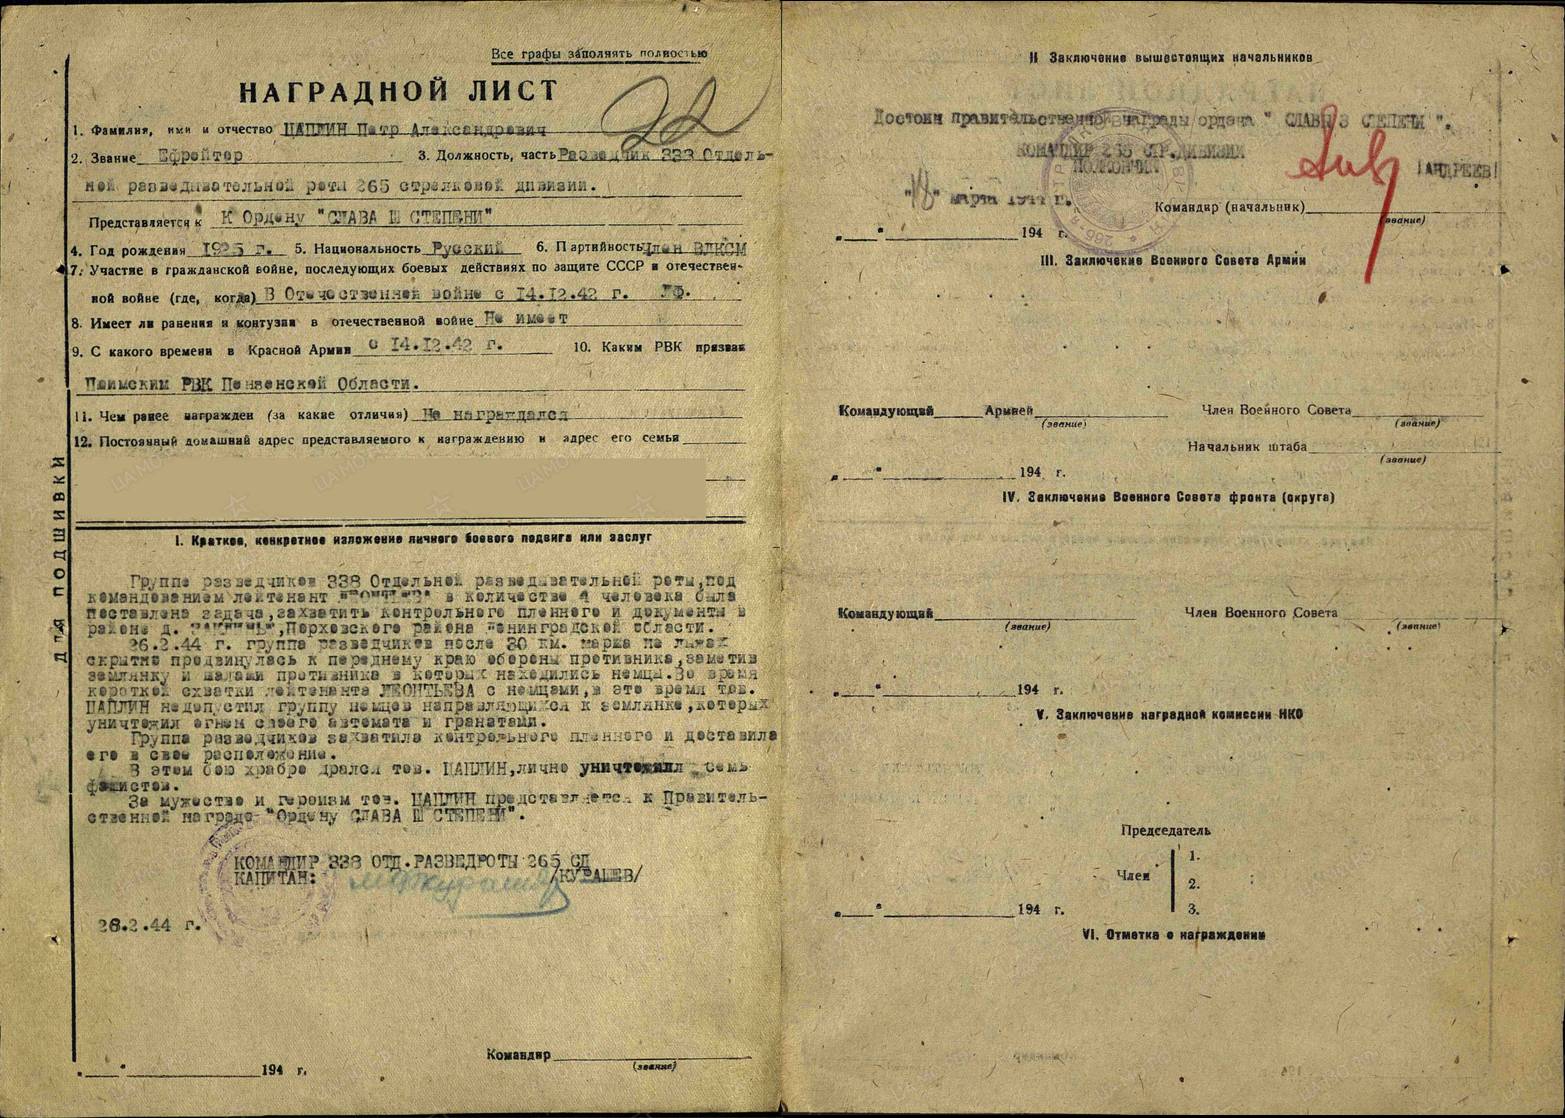 Все графы заполнять полностью
НАГРАДНОЙ ЛИСТ
22
1. Фамилия, имя и отчество ЦАПЛИН Петр Александрович
2. Звание Ефрейтор 3. Должность, часть Разведчик 338 Отдель-
ной разведывательной роты 265 стрелковой дивизии.
Представляется к К Ордену "СЛАВА Ш СТЕПЕНИ"
4. Год рождения 1925 г. 5. Национальность Русский 6. Партийность Член ВЛКСМ
7. Участие в гражданской войне, последующих боевых действиях по защите СССР и отечествен-
ной войне (где, когда) В Отечественной войне с 14.12.42 г. ЛФ.
8. Имеет ли ранения и контузии в отечественной войне Не имеет
9. С какого времени в Красной Армии с 14.12.42 г. 10. Каким РВК призван
РВК Пензенской Области.
11. Чем ранее награжден (за какие отличия) Не награждался
12. Постоянный домашний адрес представляемого к награждению и адрес его семьи
для подшивки
I. Краткое, конкретное изложение личного боевого подвига или заслуг
Группа разведчиков 338 Отдельной разведывательной роты,под
командованием лейтенант в количестве 4 человека была
поставлена задача,захватить контрольного пленного и документы в
районе д. Порховского района Ленинградской области.
26.2.44 г. группа разведчиков после 30 км. марша на лыжах
скрытно продвинулась к переднему краю обороны противника,заметив
землянку и шалаши противника в которых находились немцы.Во время
короткой схватки лейтенанта ЛЕОНТЬЕВА с немцами,в это время тов.
ЦАПЛИН недопустил группу немцев направляющихся к землянке,которых
уничтожил огнем своего автомата и гранатами.
Группа разведчиков захватила контрольного пленного и доставила
его в свое расположение.
В этом бою храбро дрался тов. ЦАПЛИН,лично уничтожил семь
фашистов.
За мужество и героизм тов. ЦАПЛИН представляется к Правитель-
ственной награде "Ордену СЛАВА Ш СТЕПЕНИ".
КОМАНДИР 338 ОТД.РАЗВЕДРОТЫ 265 СД
КАПИТАН: /КУРАШЕВ/
28.2.44 г.
Командир
(звание)
„ " 194 г.
II Заключение вышестоящих начальников
Достоин правительственной награды ордена "СЛАВЫ 3 СТЕПЕНИ".
КОМАНДИР 265 СТР.ДИВИЗИИ
ПОЛКОВНИК /АНДРЕЕВ/
"18" марта 1944 г.
Командир (начальник)
(звание)
„ " 194 г.
III. Заключение Военного Совета Армии
Командующий Армией Член Военного Совета
(звание) (звание)
Начальник штаба
(звание)
„ " 194 г.
IV. Заключение Военного Совета фронта (округа)
Командующий Член Военного Совета
(звание) (звание)
„ " 194 г.
V. Заключение наградной комиссии НКО
Председатель
Члены
1.
2.
3.
„ " 194 г.
VI. Отметка о награждении